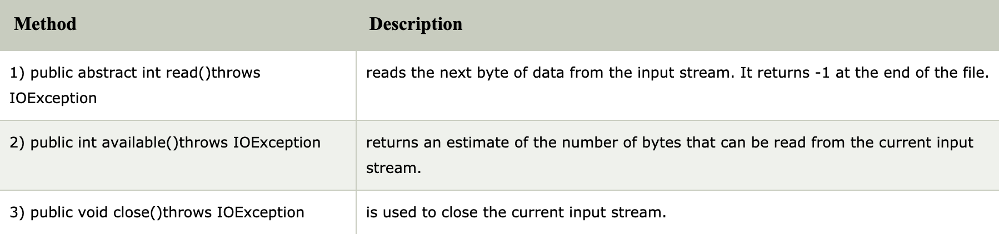 Method Description
1) public abstract int read()throws reads the next byte of data from the input stream. It returns -1 at the end of the file.
IOException
2) public int available()throws IOException returns an estimate of the number of bytes that can be read from the current input
stream.
3) public void close()throws IOException is used to close the current input stream.